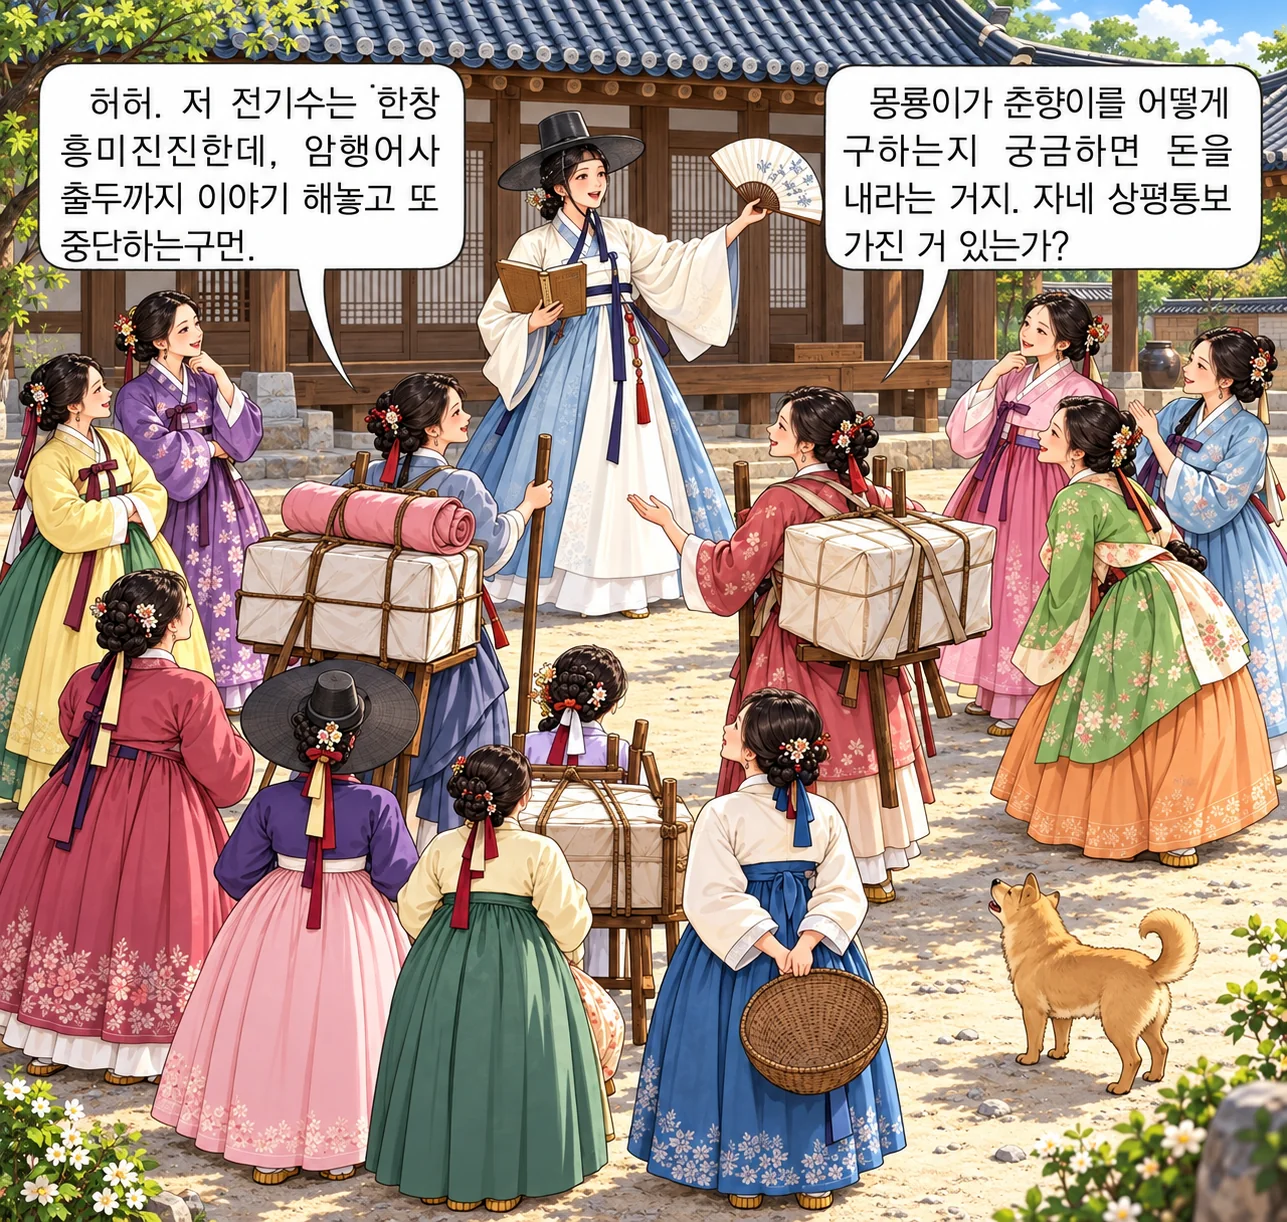 허허. 저 전기수는 한창
흥미진진한데, 암행어사
출두까지 이야기 해놓고 또
중단하는구먼.
몽룡이가 춘향이를 어떻게
구하는지 궁금하면 돈을
내라는 거지. 자네 상평통보
가진 거 있는가?